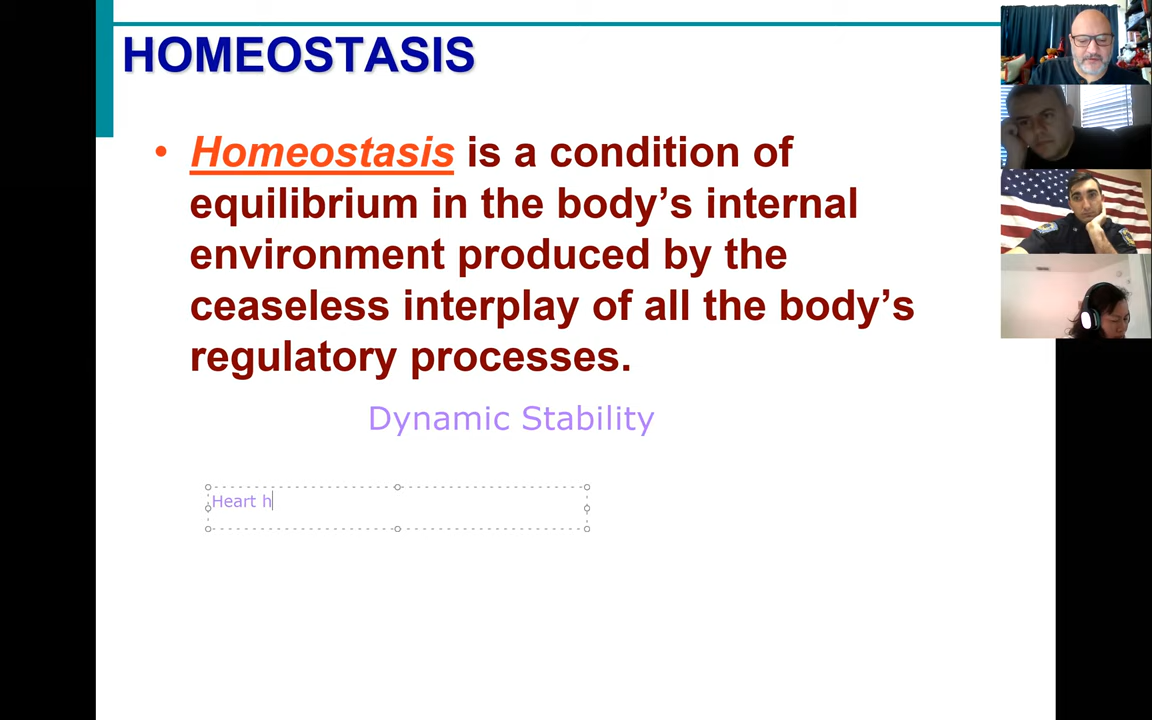 HOMEOSTASIS
• Homeostasis is a condition of
equilibrium in the body’s internal
environment produced by the
ceaseless interplay of all the body’s
regulatory processes.
Dynamic Stability
Heart h